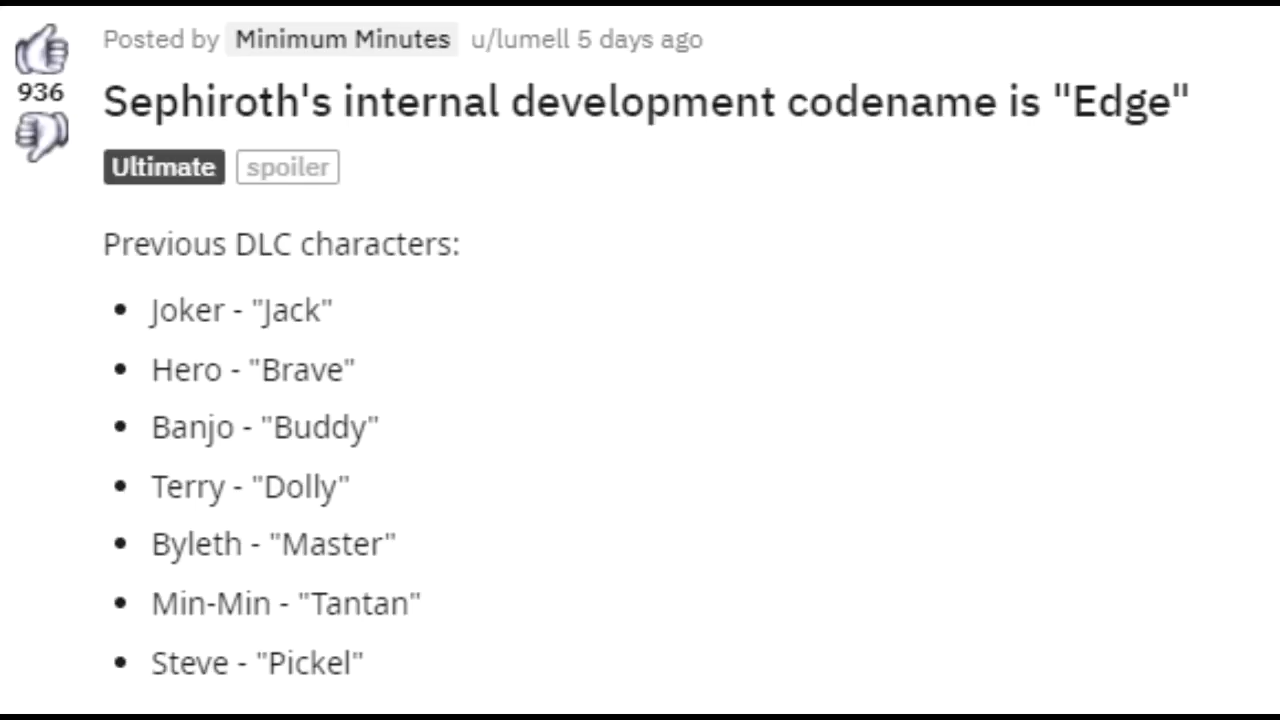 Posted by Minimum Minutes u/lumell 5 days ago
936
Sephiroth's internal development codename is "Edge"
Ultimate spoiler
Previous DLC characters:
• Joker - "Jack"
• Hero - "Brave"
• Banjo - "Buddy"
• Terry - "Dolly"
• Byleth - "Master"
• Min-Min - "Tantan"
• Steve - "Pickel"